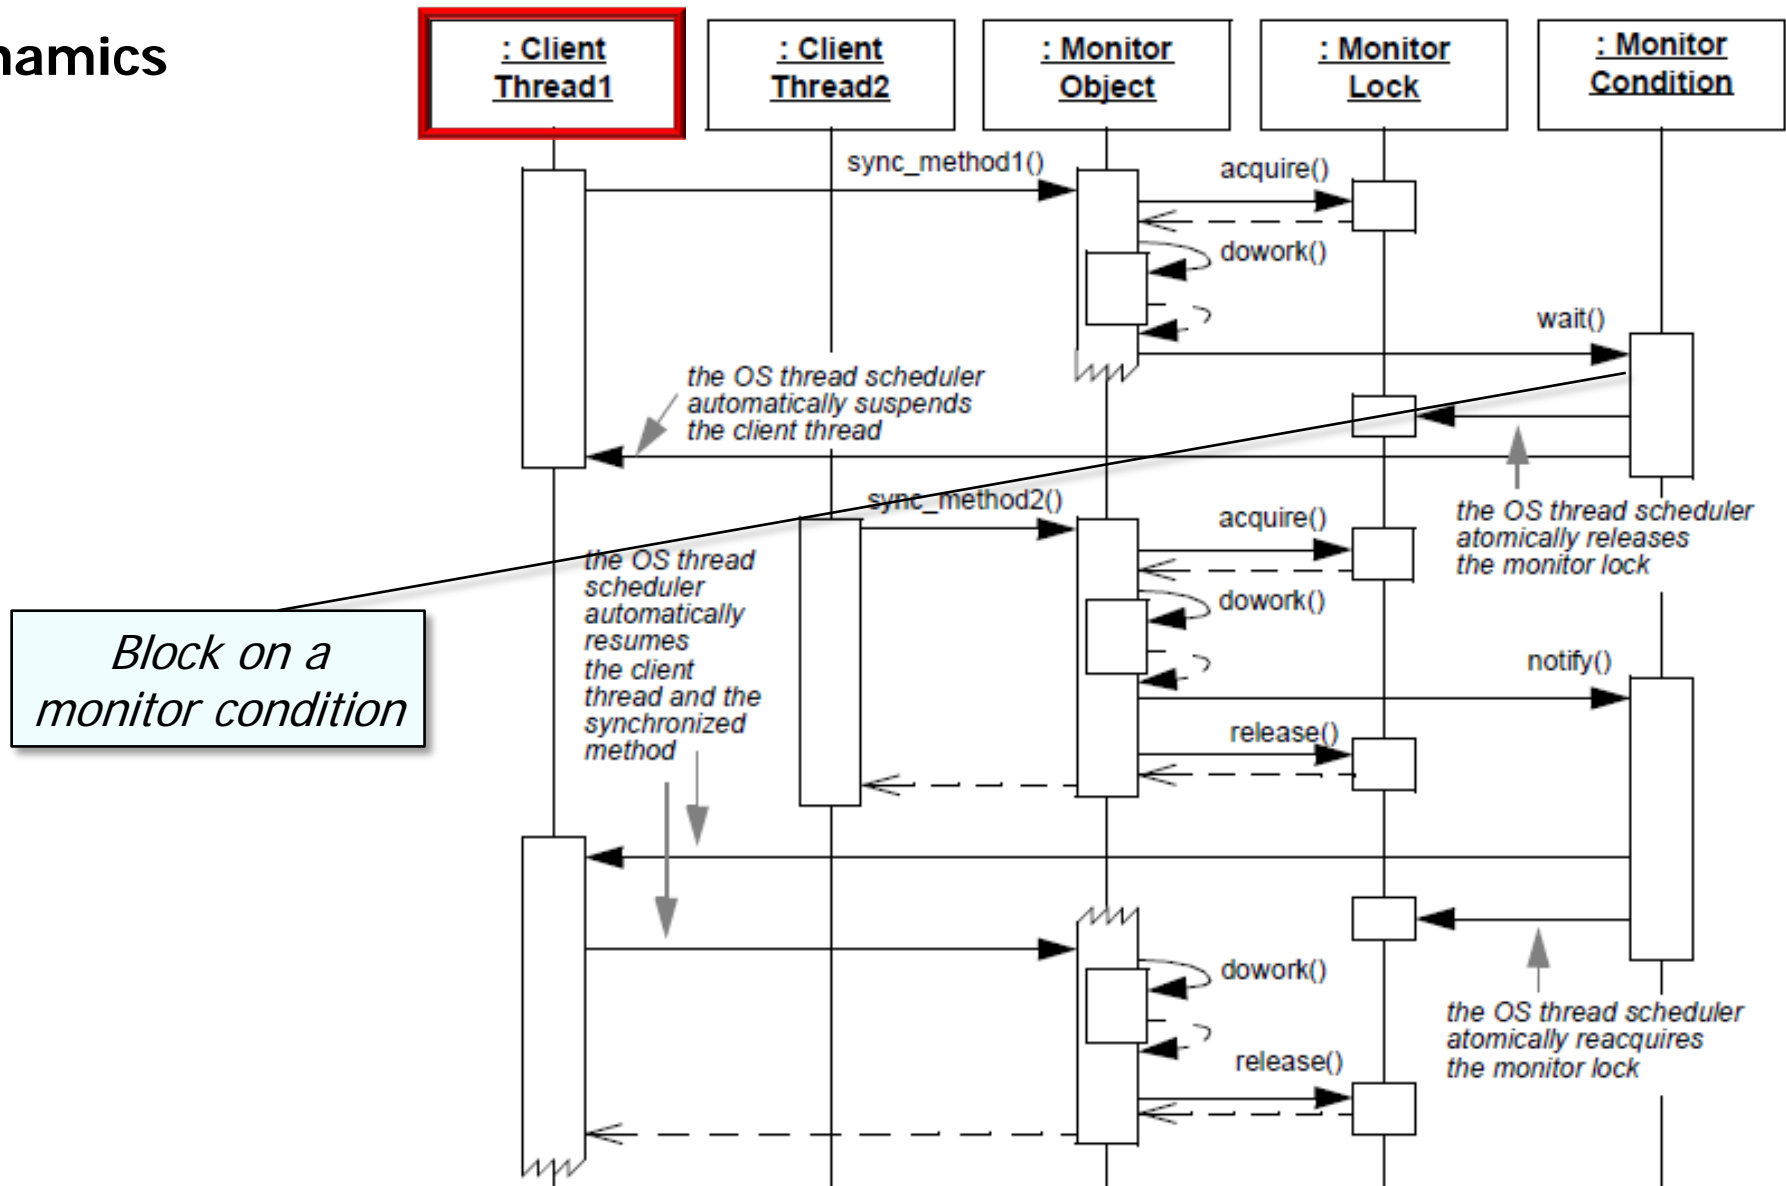 namics
: Client
Thread1
: Client
Thread2
: Monitor
Object
: Monitor
Lock
: Monitor
Condition
sync_method1()
acquire()
dowork()
wait()
the OS thread scheduler
automatically suspends
the client thread
sync_method2()
acquire()
the OS thread scheduler
atomically releases
the monitor lock
the OS thread
scheduler
automatically
resumes
the client
thread and the
synchronized
method
dowork()
Block on a
monitor condition
notify()
release()
dowork()
the OS thread scheduler
atomically reacquires
the monitor lock
release()